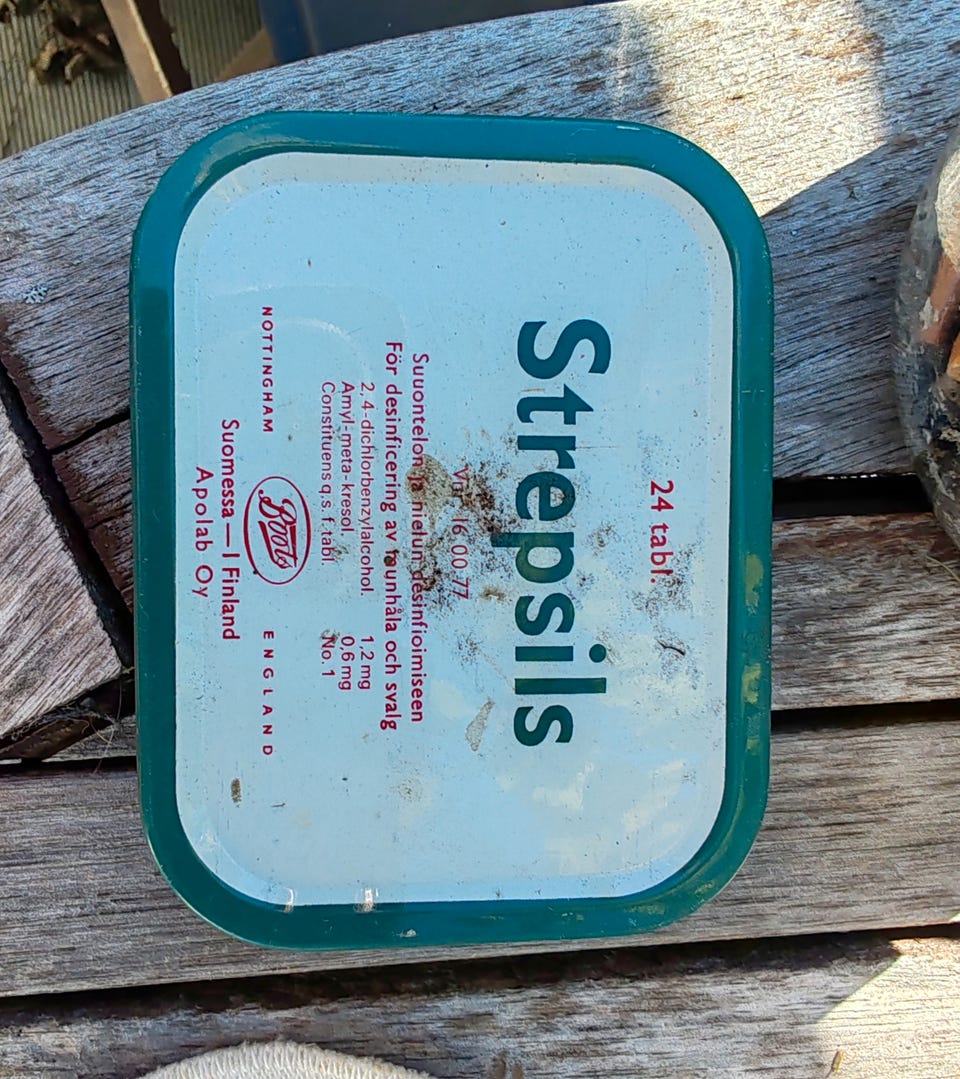 24 tabl.
Strepsils
16 00 77
Suuontelon ja nielun desinfioimiseen
För desinficering av munhåla och svalg
2,4-dichlorbenzylalcohol. 1,2 mg
Amyl-meta-kresol. 0,6 mg
Constituens q. s. f. tabl. No. 1
NOTTINGHAM Boots ENGLAND
Suomessa — I Finland
Apolab Oy